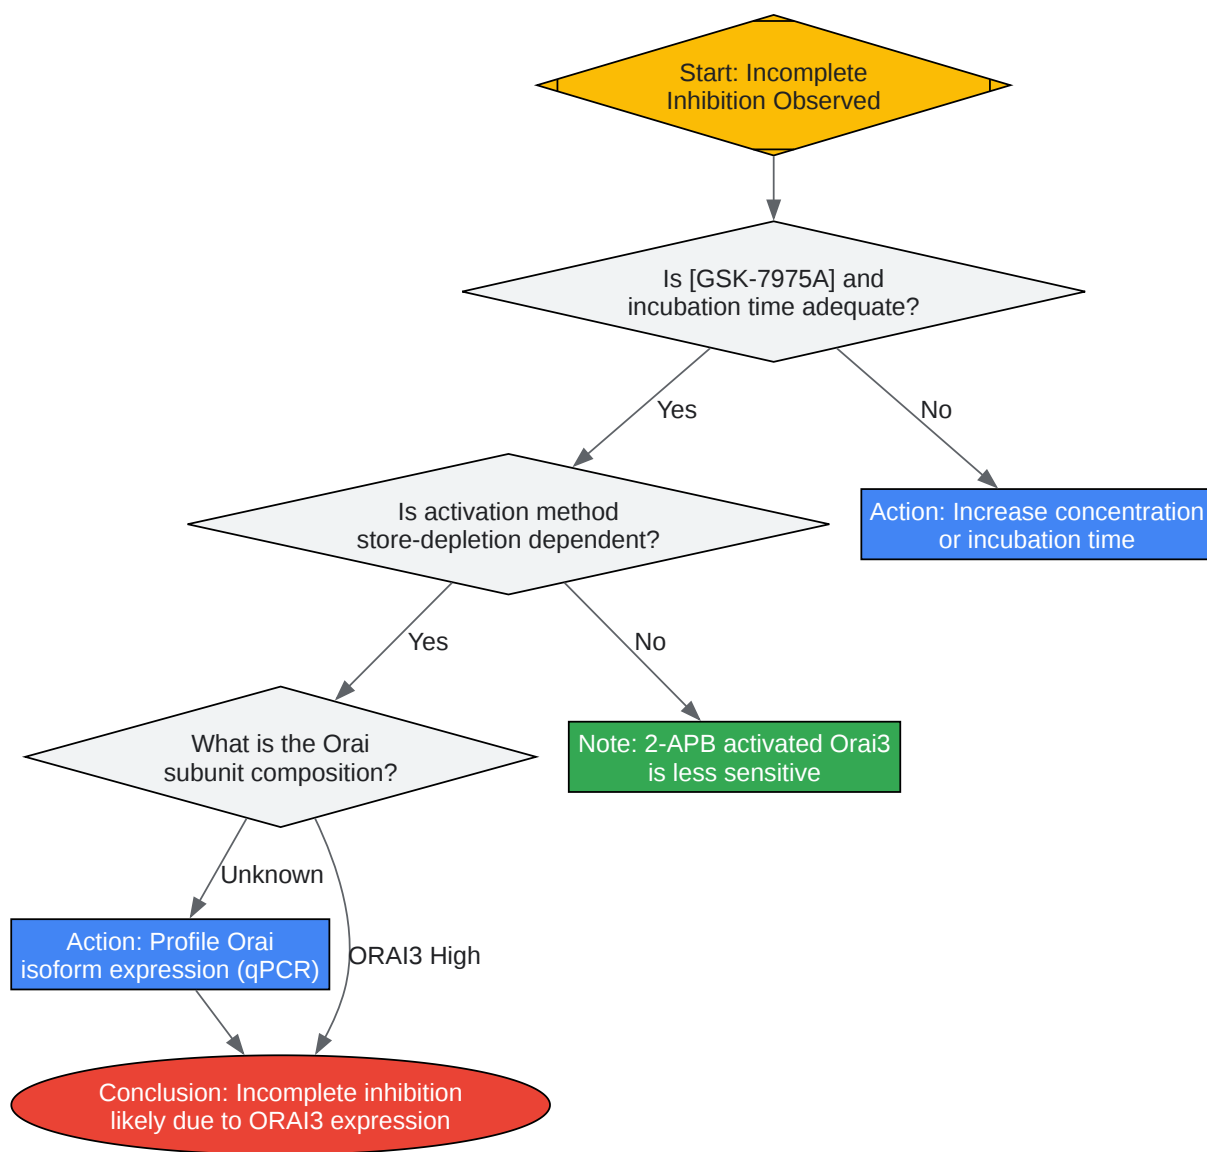 Start: Incomplete
Inhibition Observed
Is [GSK-7975A] and
incubation time adequate?
Yes
No
Is activation method
store-depletion dependent?
Action: Increase concentration
or incubation time
Yes
No
What is the Orai
subunit composition?
Note: 2-APB activated Orai3
is less sensitive
Unknown
ORAI3 High
Action: Profile Orai
isoform expression (qPCR)
Conclusion: Incomplete inhibition
likely due to ORAI3 expression